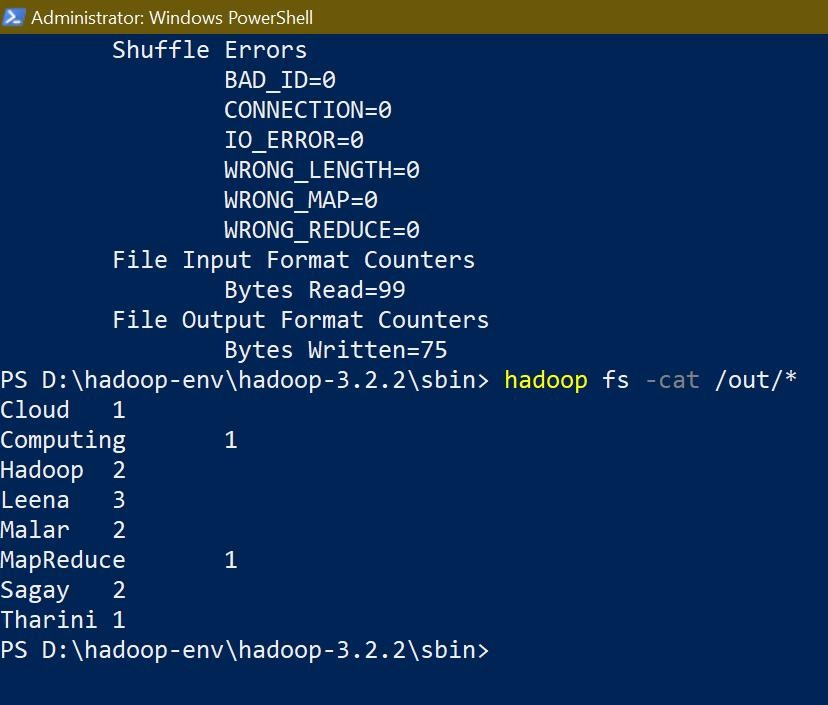 Administrator: Windows PowerShell
Shuffle Errors
BAD_ID=0
CONNECTION=0
IO_ERROR=0
WRONG_LENGTH=0
WRONG_MAP=0
WRONG_REDUCE=0
File Input Format Counters
Bytes Read=99
File Output Format Counters
Bytes Written=75
PS D:\hadoop-env\hadoop-3.2.2\sbin> hadoop fs -cat /out/*
Cloud 1
Computing 1
Hadoop 2
Leena 3
Malar 2
MapReduce 1
Sagay 2
Tharini 1
PS D:\hadoop-env\hadoop-3.2.2\sbin>